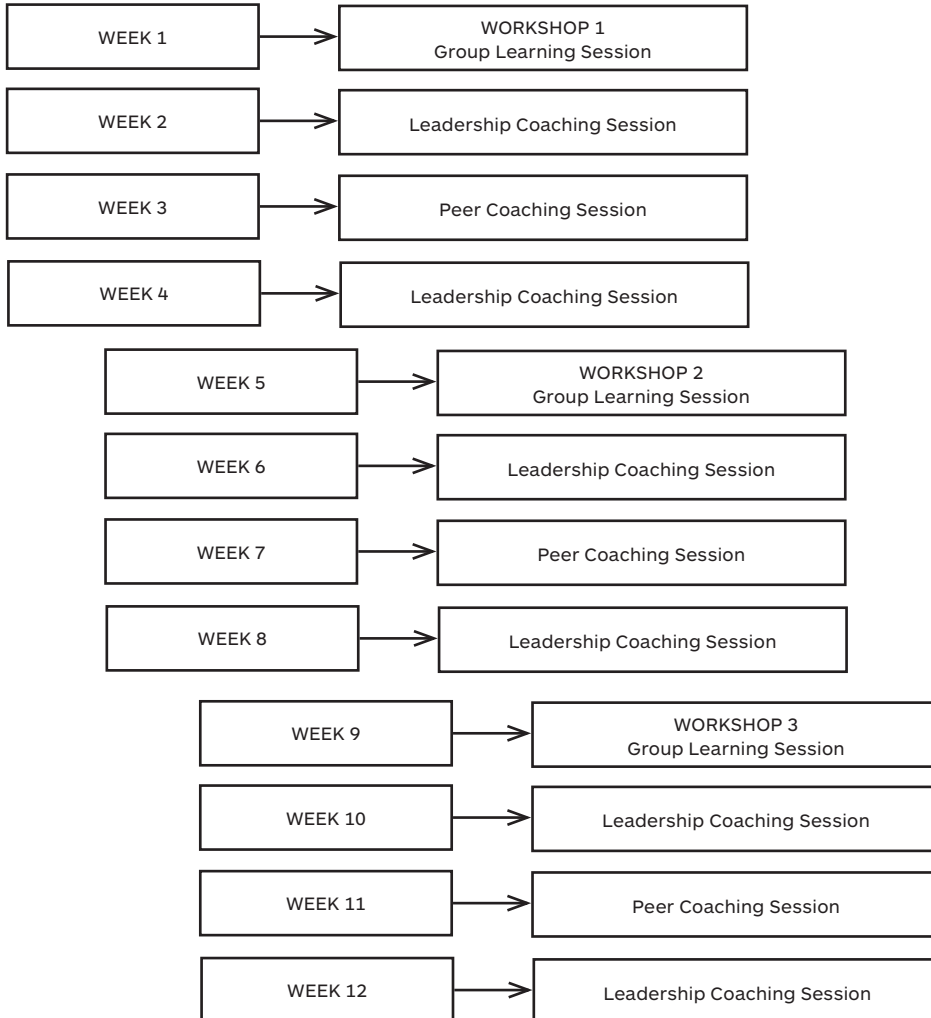 WEEK 1
WORKSHOP 1
Group Learning Session
WEEK 2
Leadership Coaching Session
WEEK 3
Peer Coaching Session
WEEK 4
Leadership Coaching Session
WEEK 5
WORKSHOP 2
Group Learning Session
WEEK 6
Leadership Coaching Session
WEEK 7
Peer Coaching Session
WEEK 8
Leadership Coaching Session
WEEK 9
WORKSHOP 3
Group Learning Session
WEEK 10
Leadership Coaching Session
WEEK 11
Peer Coaching Session
WEEK 12
Leadership Coaching Session